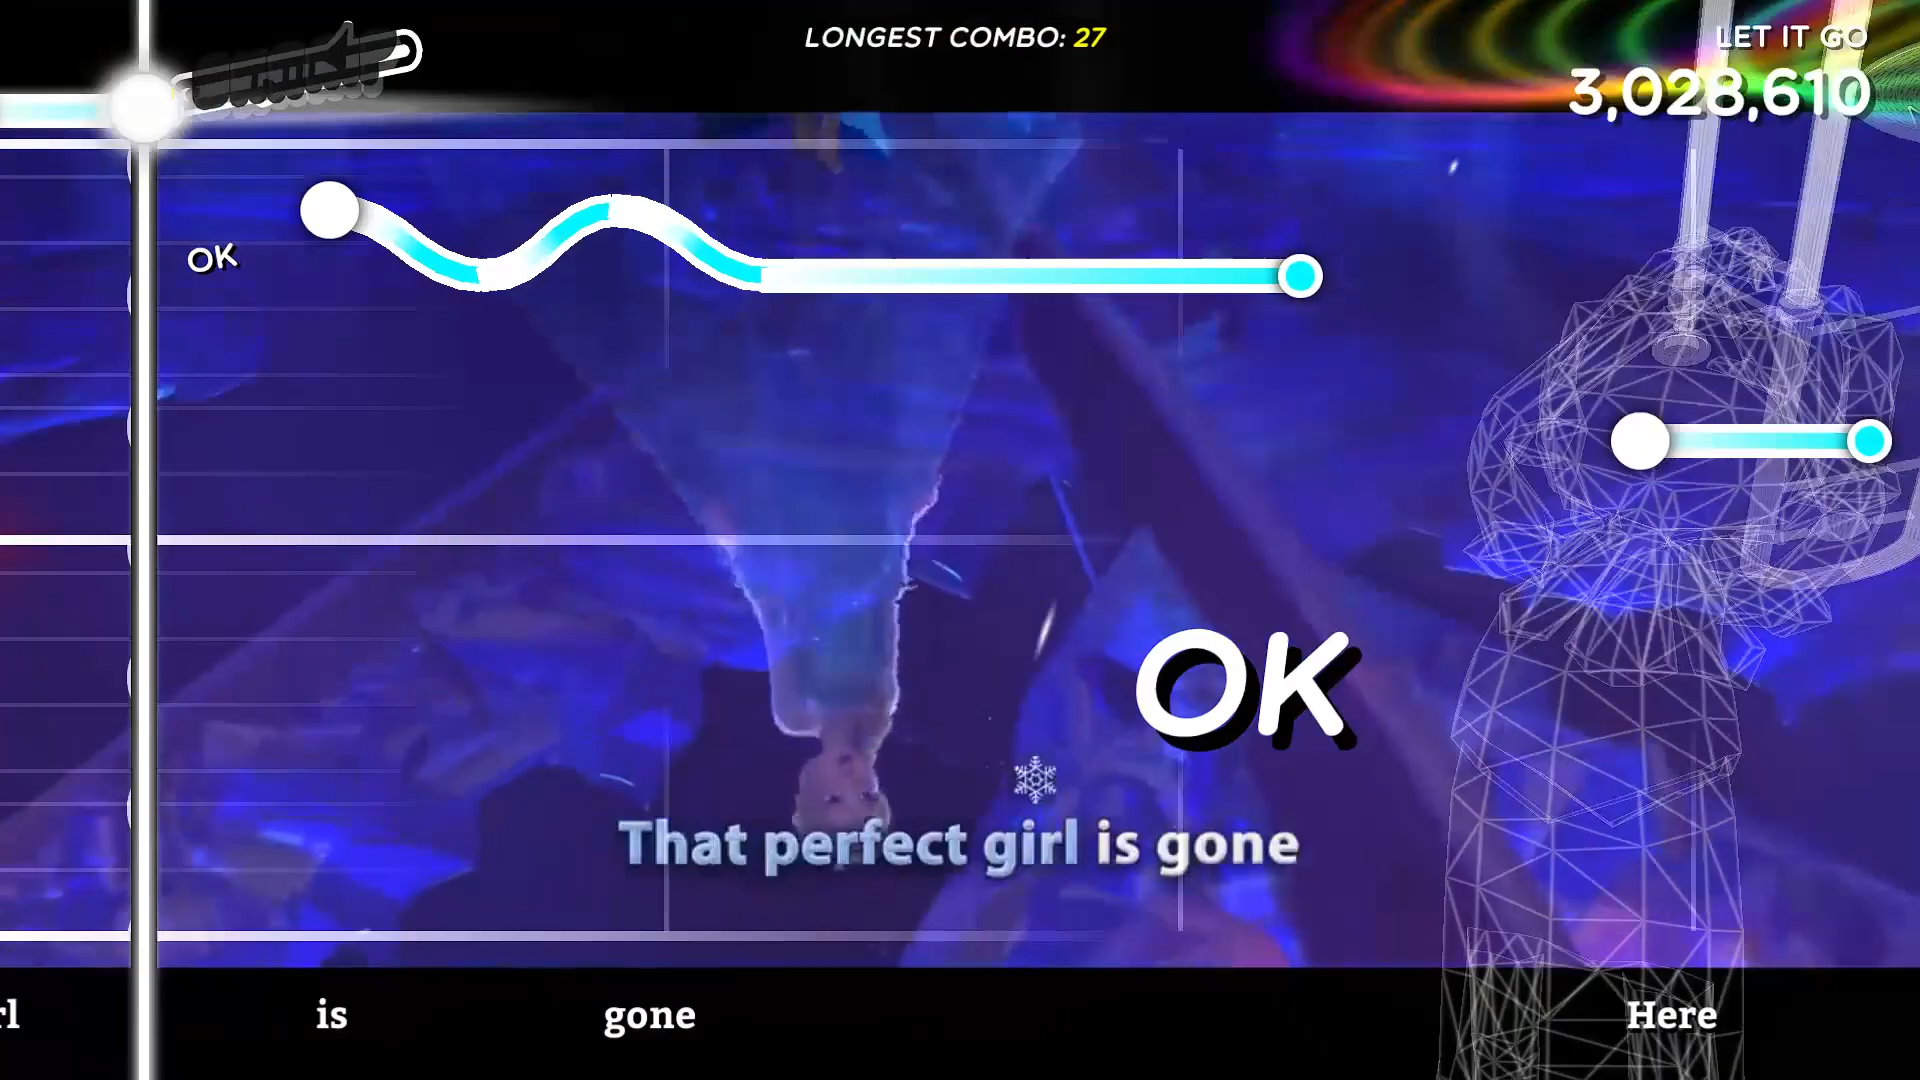 LONGEST COMBO: 27
LET IT GO
3,028,610
OK
OK
That perfect girl is gone
rl is gone Here